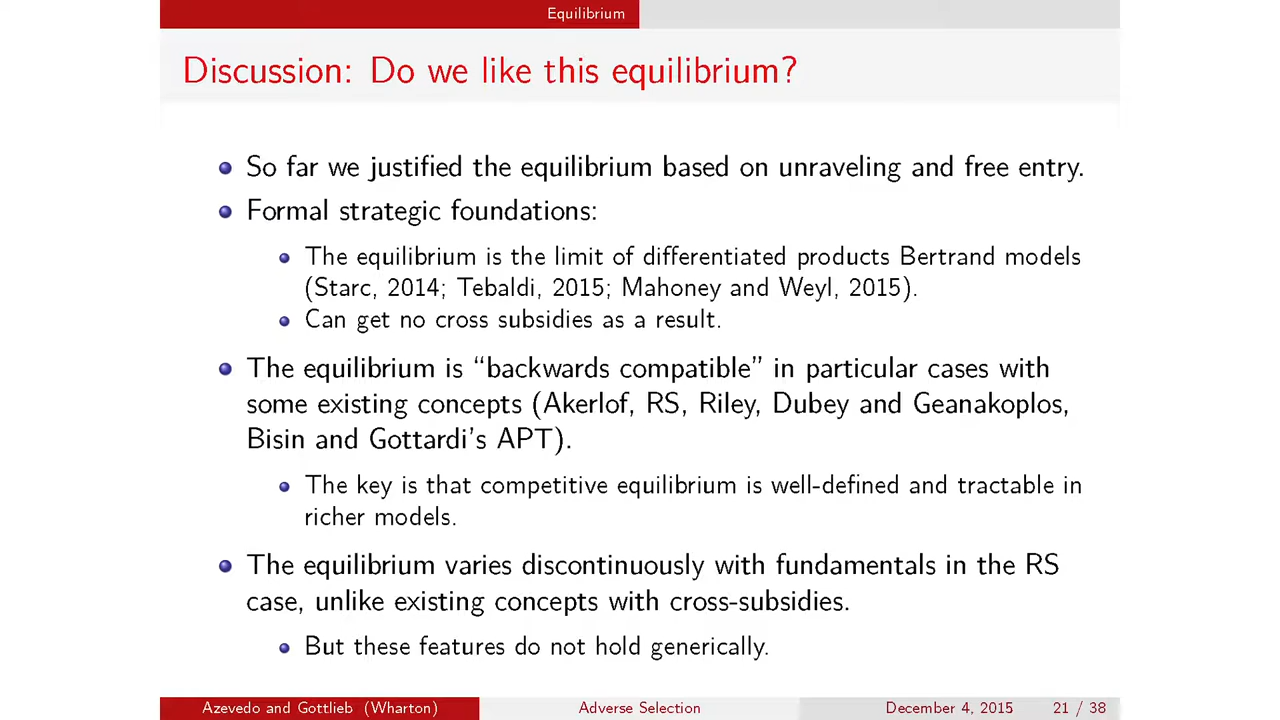 Equilibrium
Discussion: Do we like this equilibrium?
So far we justified the equilibrium based on unraveling and free entry.
Formal strategic foundations:
The equilibrium is the limit of differentiated products Bertrand models
(Starc, 2014; Tebaldi, 2015; Mahoney and Weyl, 2015).
Can get no cross subsidies as a result.
The equilibrium is “backwards compatible” in particular cases with
some existing concepts (Akerlof, RS, Riley, Dubey and Geanakoplos,
Bisin and Gottardi's APT).
The key is that competitive equilibrium is well-defined and tractable in
richer models.
The equilibrium varies discontinuously with fundamentals in the RS
case, unlike existing concepts with cross-subsidies.
But these features do not hold generically.
Azevedo and Gottlieb (Wharton) Adverse Selection December 4, 2015 21 / 38